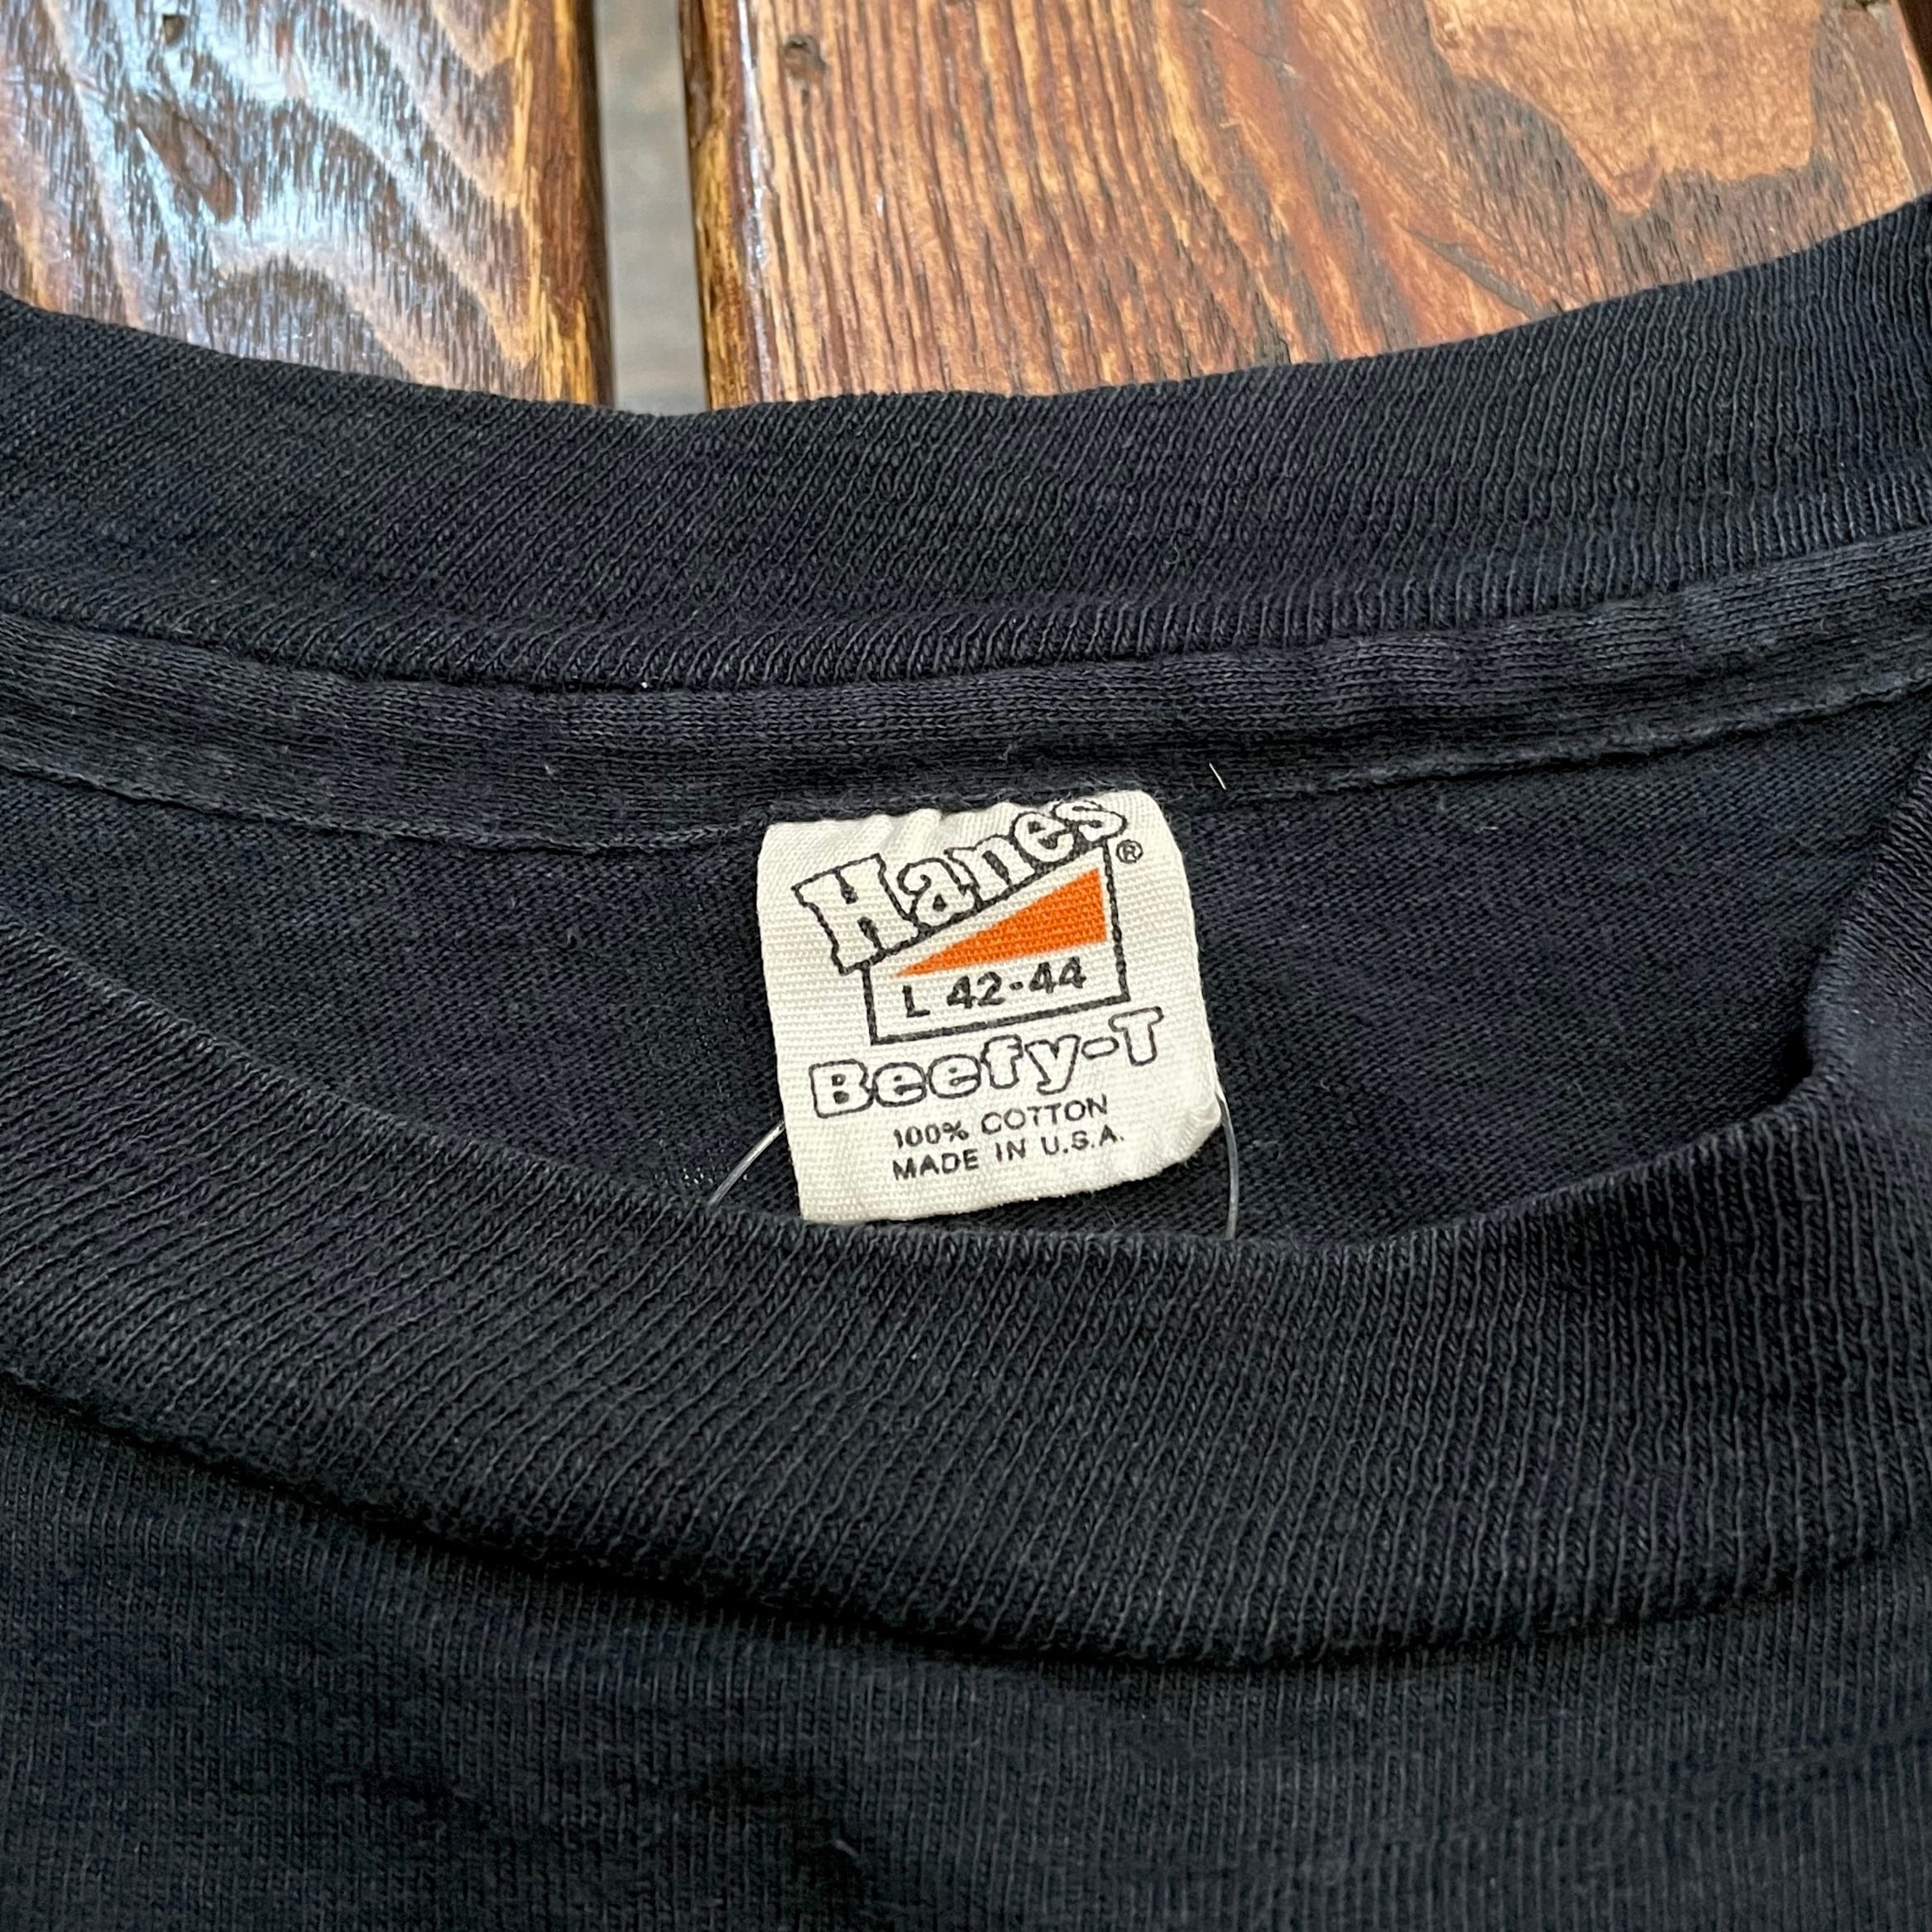 Hanes®
L 42-44
Beefy-T
100% COTTON
MADE IN U.S.A.